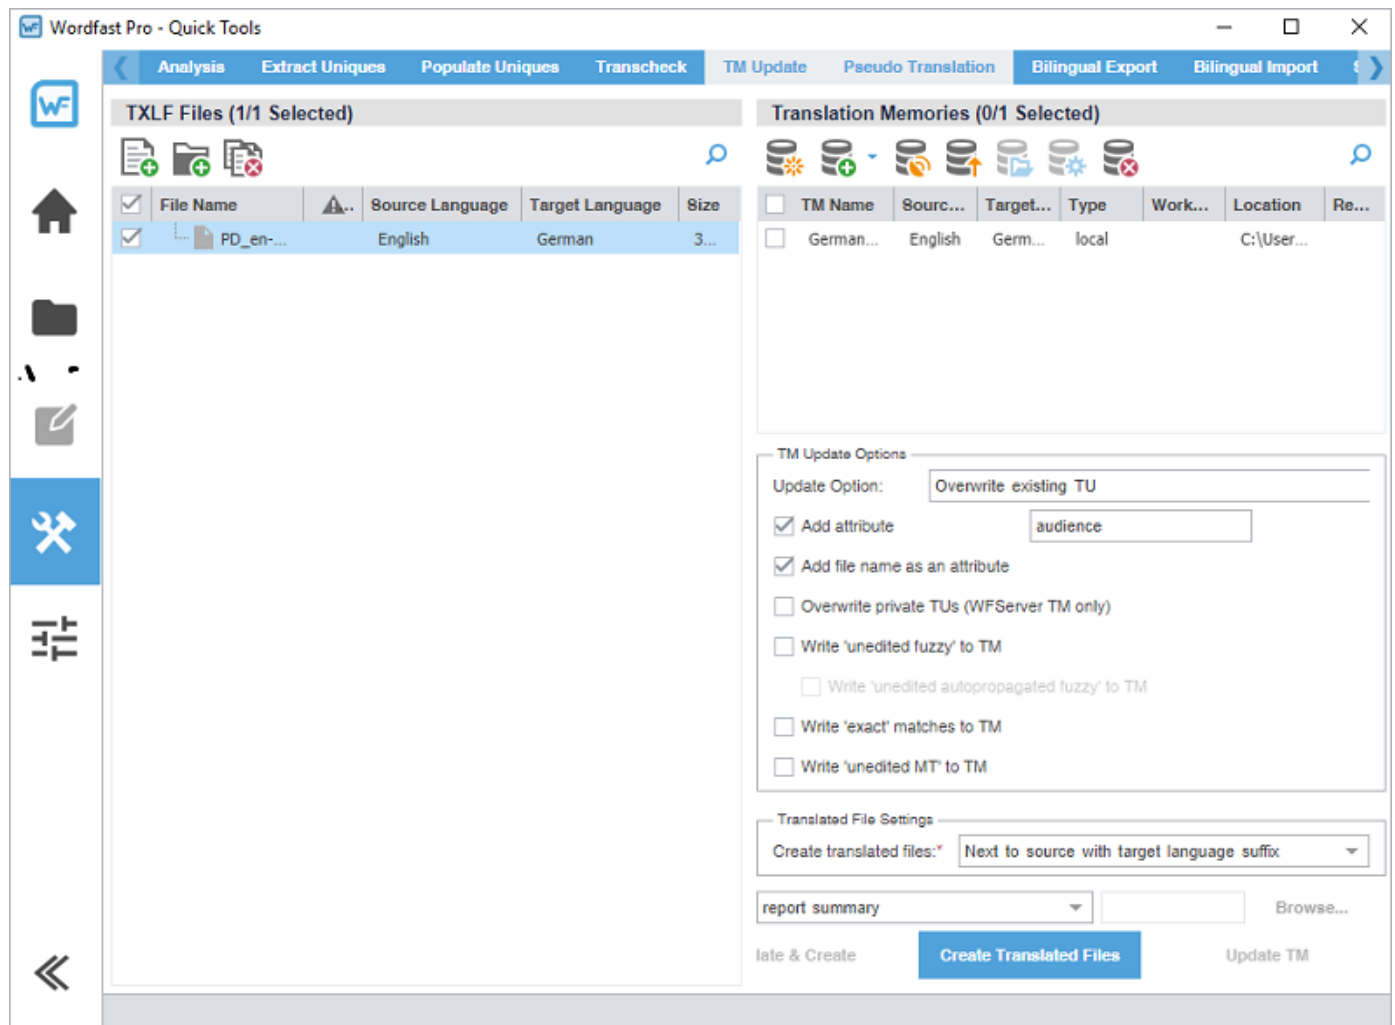 Wordfast Pro - Quick Tools
Analysis Extract Uniques Populate Uniques Transcheck TM Update Pseudo Translation Bilingual Export Bilingual Import
WF
TXLF Files (1/1 Selected)
File Name Source Language Target Language Size
PD_en-... English German 3...
Translation Memories (0/1 Selected)
TM Name Sourc... Target... Type Work... Location Re...
German... English Germ... local C:\User...
TM Update Options
Update Option: Overwrite existing TU
Add attribute audience
Add file name as an attribute
Overwrite private TUs (WFServer TM only)
Write 'unedited fuzzy' to TM
Write 'unedited autopropagated fuzzy' to TM
Write 'exact' matches to TM
Write 'unedited MT' to TM
Translated File Settings
Create translated files:* Next to source with target language suffix
report summary Browse...
late & Create Create Translated Files Update TM